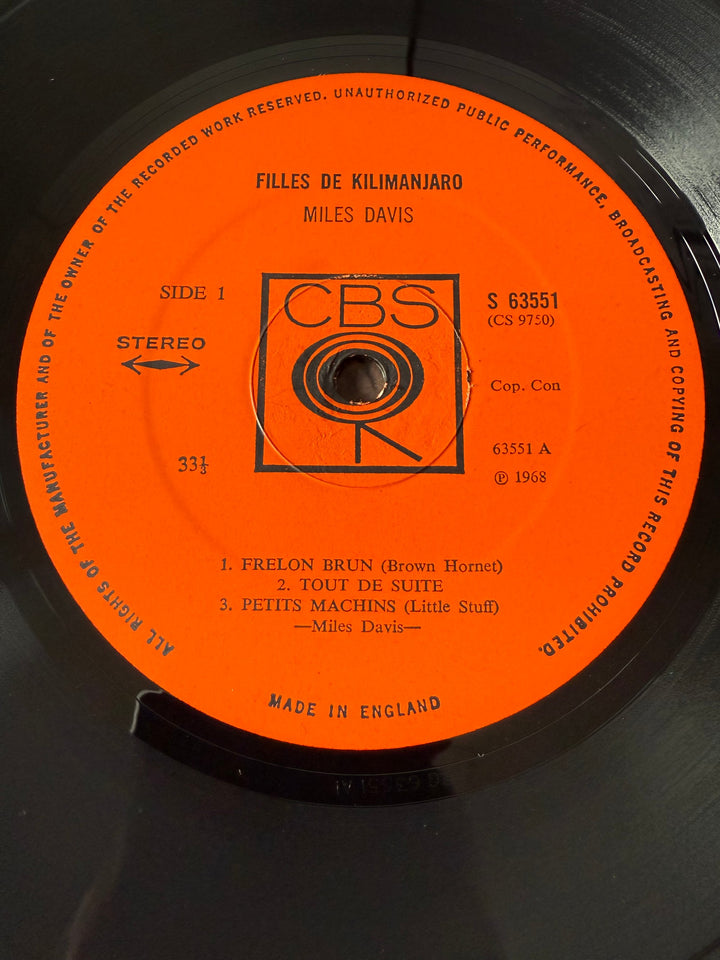 ALL RIGHTS OF THE MANUFACTURER AND OF THE OWNER OF THE RECORDED WORK RESERVED. UNAUTHORIZED PUBLIC PERFORMANCE, BROADCASTING AND COPYING OF THIS RECORD PROHIBITED.
FILLES DE KILIMANJARO
MILES DAVIS
SIDE 1
CBS
S 63551
(CS 9750)
STEREO
Cop. Con
33⅓
63551 A
℗ 1968
1. FRELON BRUN (Brown Hornet)
2. TOUT DE SUITE
3. PETITS MACHINS (Little Stuff)
—Miles Davis—
MADE IN ENGLAND